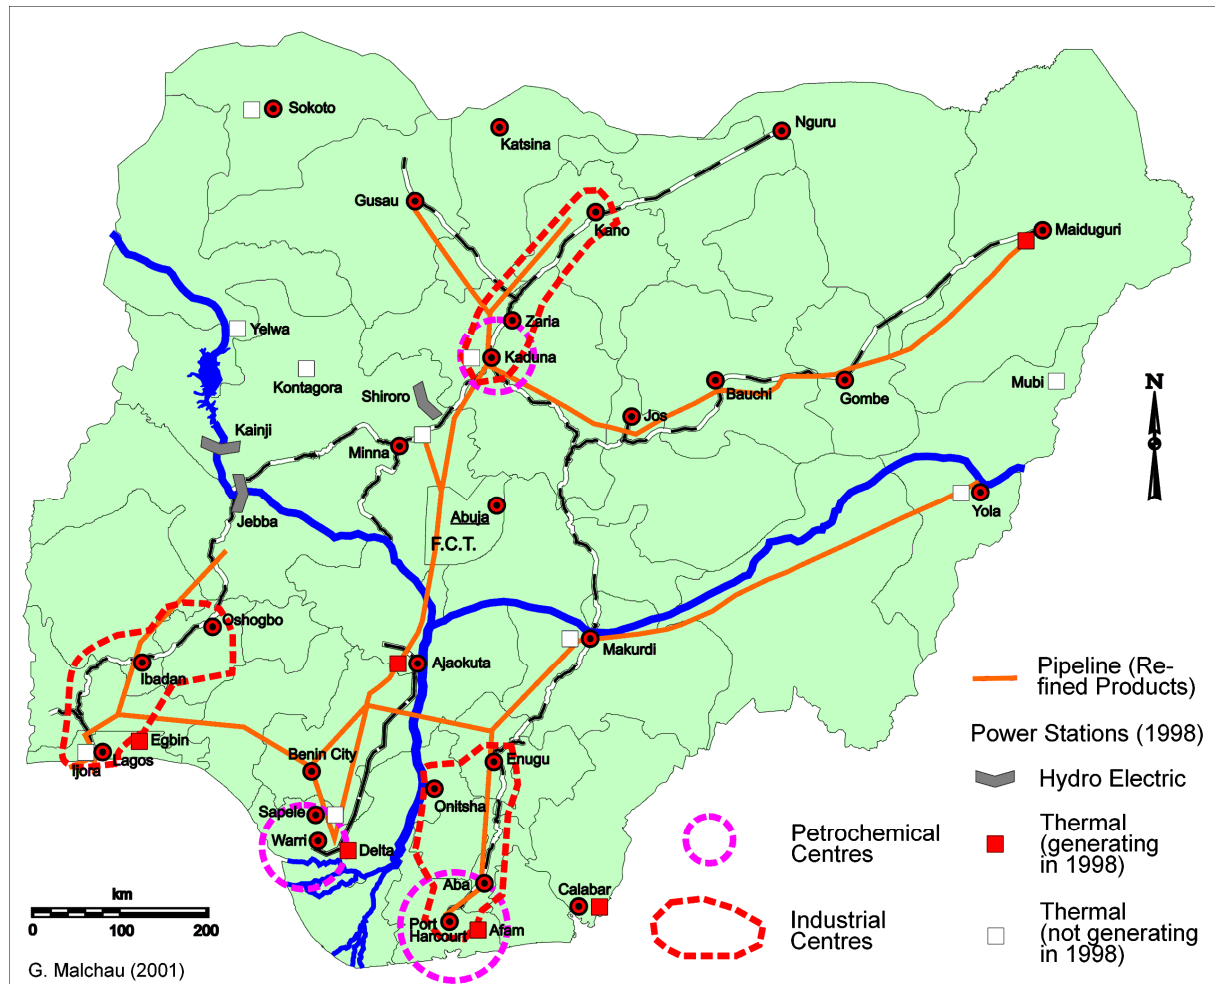 Sokoto
Katsina
Nguru
Gusau
Kano
Maiduguri
Yelwa
Zaria
Kaduna
Kontagora
Shiroro
Mubi
Bauchi
Gombe
Jos
Kainji
Minna
N
Jebba
Abuja
Yola
F.C.T.
Oshogbo
Makurdi
Ajaokuta
Ibadan
Pipeline (Re-
fined Products)
Power Stations (1998)
Egbin
Benin City
Enugu
Lagos
Ijora
Hydro Electric
Onitsha
Sapele
Warri
Delta
Petrochemical
Centres
Thermal
(generating
in 1998)
Aba
Calabar
km
0 100 200
Port
Harcourt
Afam
Industrial
Centres
Thermal
(not generating
in 1998)
G. Malchau (2001)